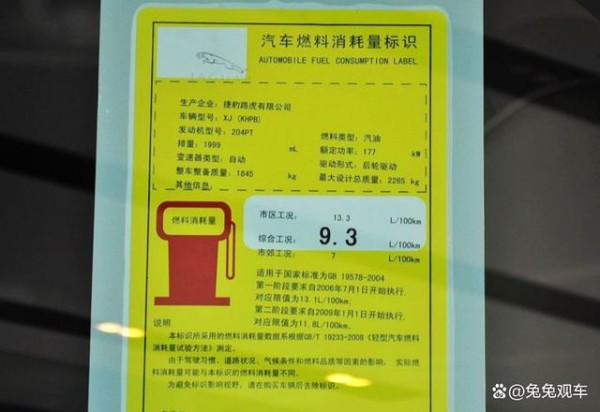 汽车燃料消耗量标识
AUTOMOBILE FUEL CONSUMPTION LABEL
JAGUAR
生产企业: 捷豹路虎有限公司
车辆型号: XJ (KHPB)
发动机型号: 204PT 燃料类型: 汽油
排量: 1999 mL 额定功率: 177 kW
变速器类型: 自动 驱动形式: 后轮驱动
整车整备质量: 1845 kg 最大设计总质量: 2265 kg
其他信息:
燃料消耗量
市区工况: 13.3 L/100km
综合工况: 9.3 L/100km
市郊工况: 7 L/100km
适用于国家标准为GB 19578-2004
第一阶段要求自2006年7月1日开始执行,
对应限值为13.1L/100km;
第二阶段要求自2009年1月1日开始执行,
对应限值为11.8L/100km.
说明
本标识所采用的燃料消耗量数据系根据GB/T 19233-2008《轻型汽车燃料
消耗量试验方法》测定。
由于驾驶习惯、道路状况、气候条件和燃料品质等因素的影响, 实际燃
料消耗量可能与本标识的燃料消耗量不同。
为避免标识影响视野, 请在购买车辆后去除标识.
@兔兔观车